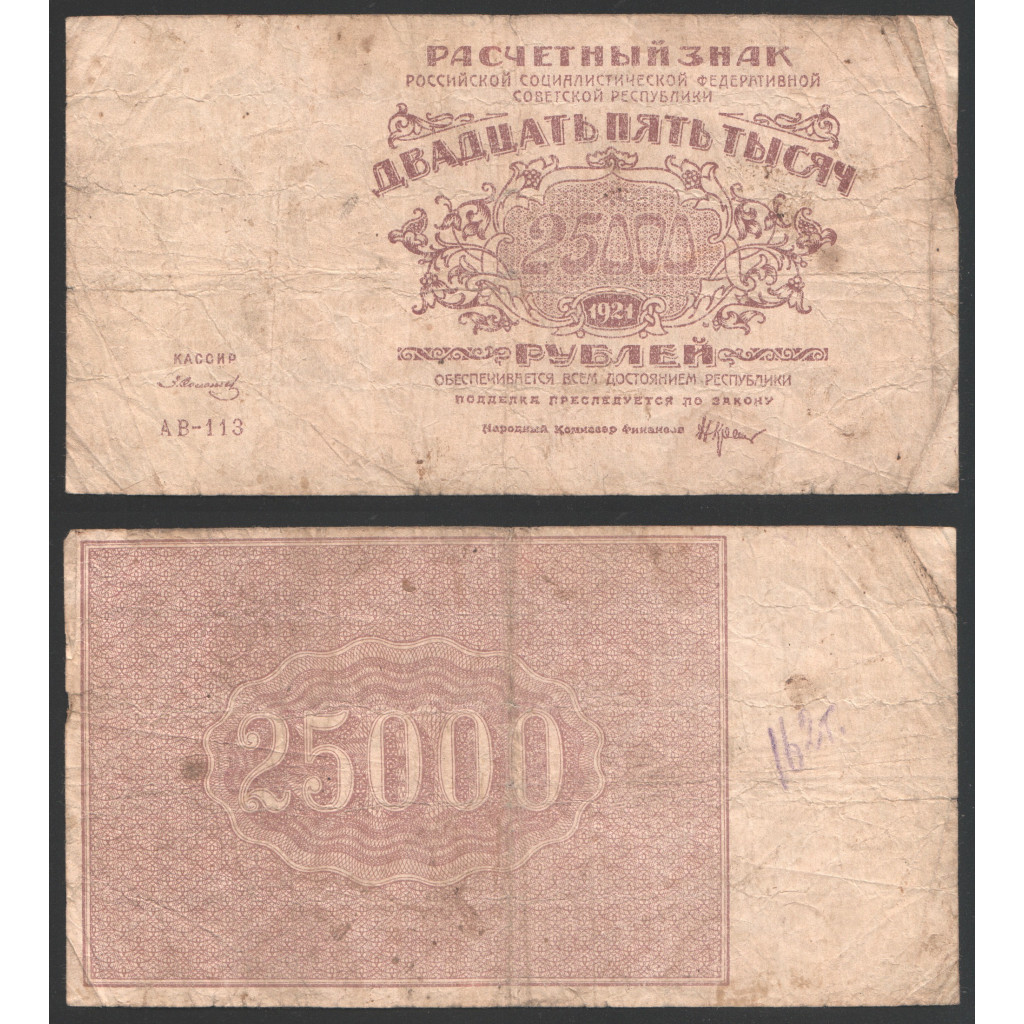 РАСЧЕТНЫЙ ЗНАК
РОССИЙСКОЙ СОЦИАЛИСТИЧЕСКОЙ ФЕДЕРАТИВНОЙ
СОВЕТСКОЙ РЕСПУБЛИКИ
ДВАДЦАТЬ ПЯТЬ ТЫСЯЧ
25000
1921
РУБЛЕЙ
ОБЕСПЕЧИВАЕТСЯ ВСЕМ ДОСТОЯНИЕМ РЕСПУБЛИКИ
ПОДДЕЛКА ПРЕСЛЕДУЕТСЯ ПО ЗАКОНУ
Народный Комиссар Финансов
КАССИР
АВ-113
25000